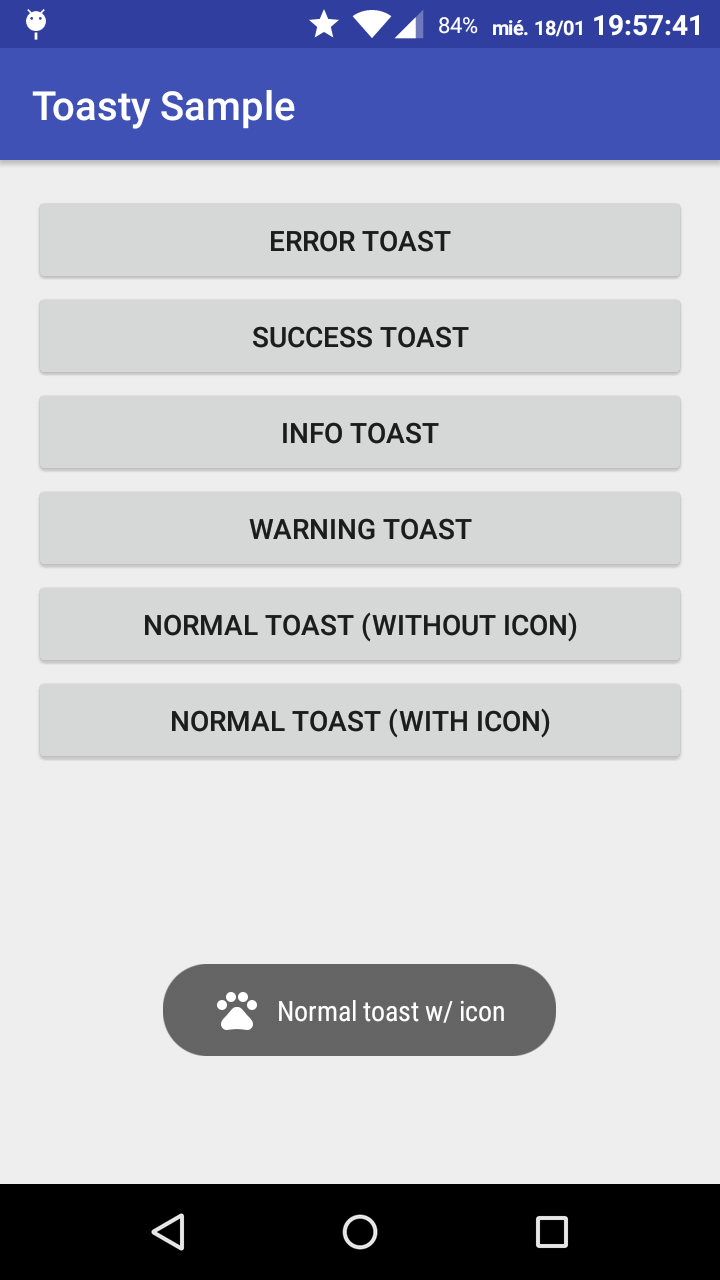 84% mié. 18/01 19:57:41
Toasty Sample
ERROR TOAST
SUCCESS TOAST
INFO TOAST
WARNING TOAST
NORMAL TOAST (WITHOUT ICON)
NORMAL TOAST (WITH ICON)
Normal toast w/ icon